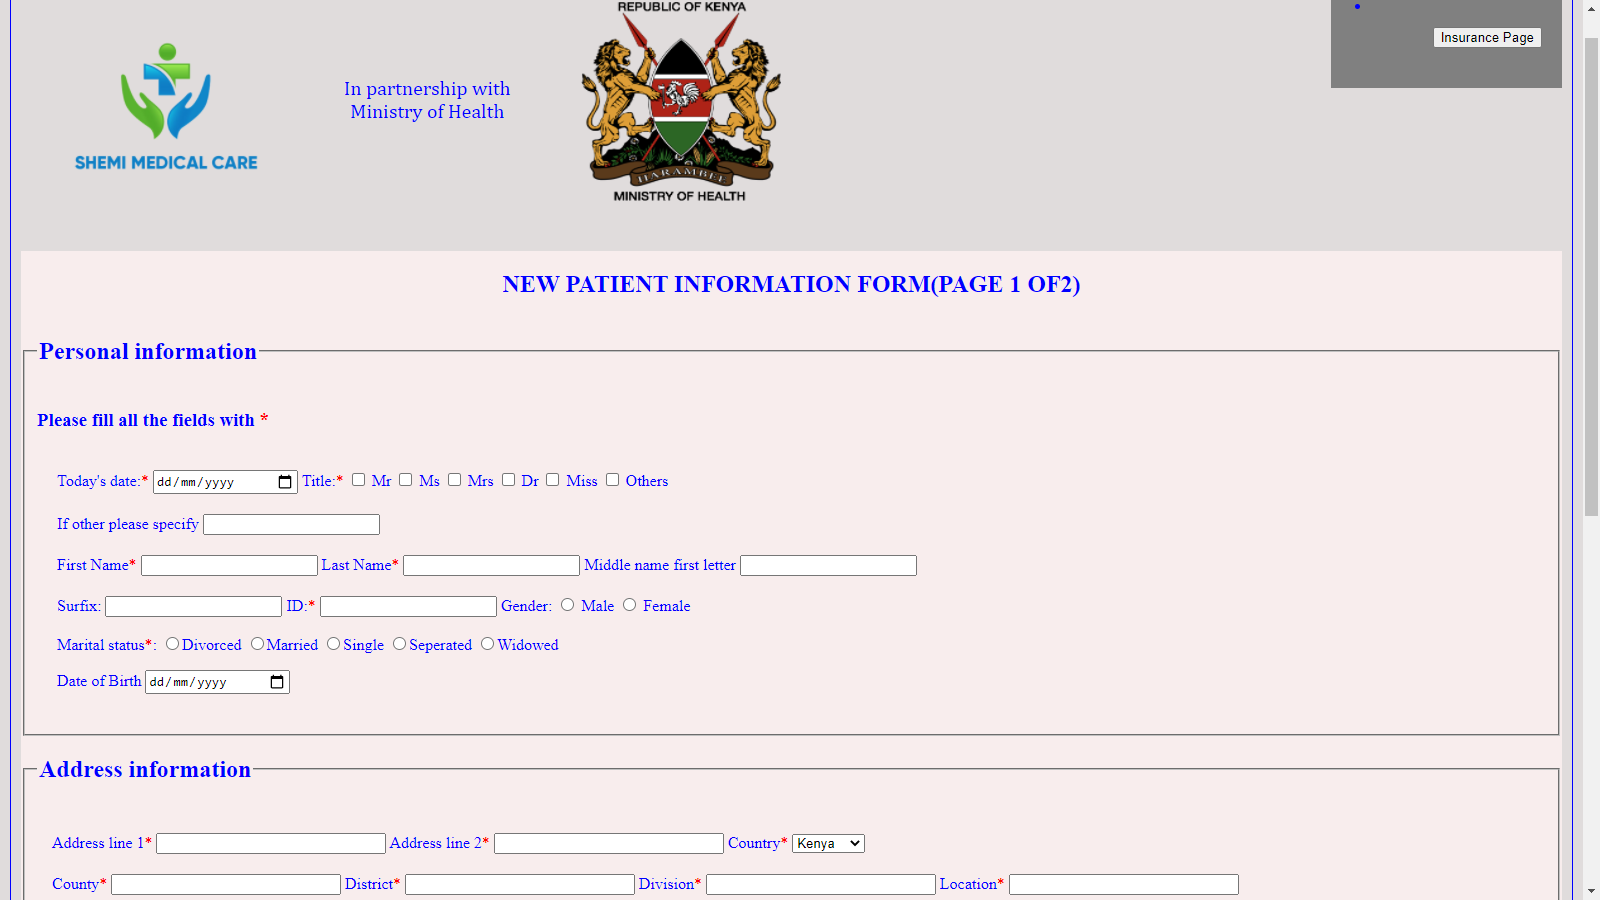 REPUBLIC OF KENYA
Insurance Page
In partnership with
Ministry of Health
SHEMI MEDICAL CARE
HARAMBEE
MINISTRY OF HEALTH
NEW PATIENT INFORMATION FORM(PAGE 1 OF2)
Personal information
Please fill all the fields with *
Today's date:* dd/mm/yyyy Title:* Mr Ms Mrs Dr Miss Others
If other please specify
First Name* Last Name* Middle name first letter
Surfix: ID:* Gender: Male Female
Marital status*: Divorced Married Single Seperated Widowed
Date of Birth dd/mm/yyyy
Address information
Address line 1* Address line 2* Country* Kenya
County* District* Division* Location*